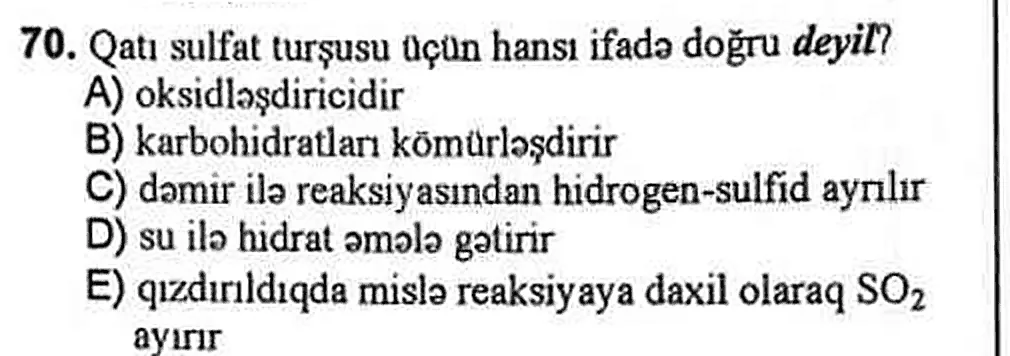 70. Qatı sulfat turşusu üçün hansı ifadə doğru deyil?
A) oksidləşdiricidir
B) karbohidratları kömürləşdirir
C) dəmir ilə reaksiyasından hidrogen-sulfid ayrılır
D) su ilə hidrat əmələ gətirir
E) qızdırıldıqda mislə reaksiyaya daxil olaraq SO₂
ayırır